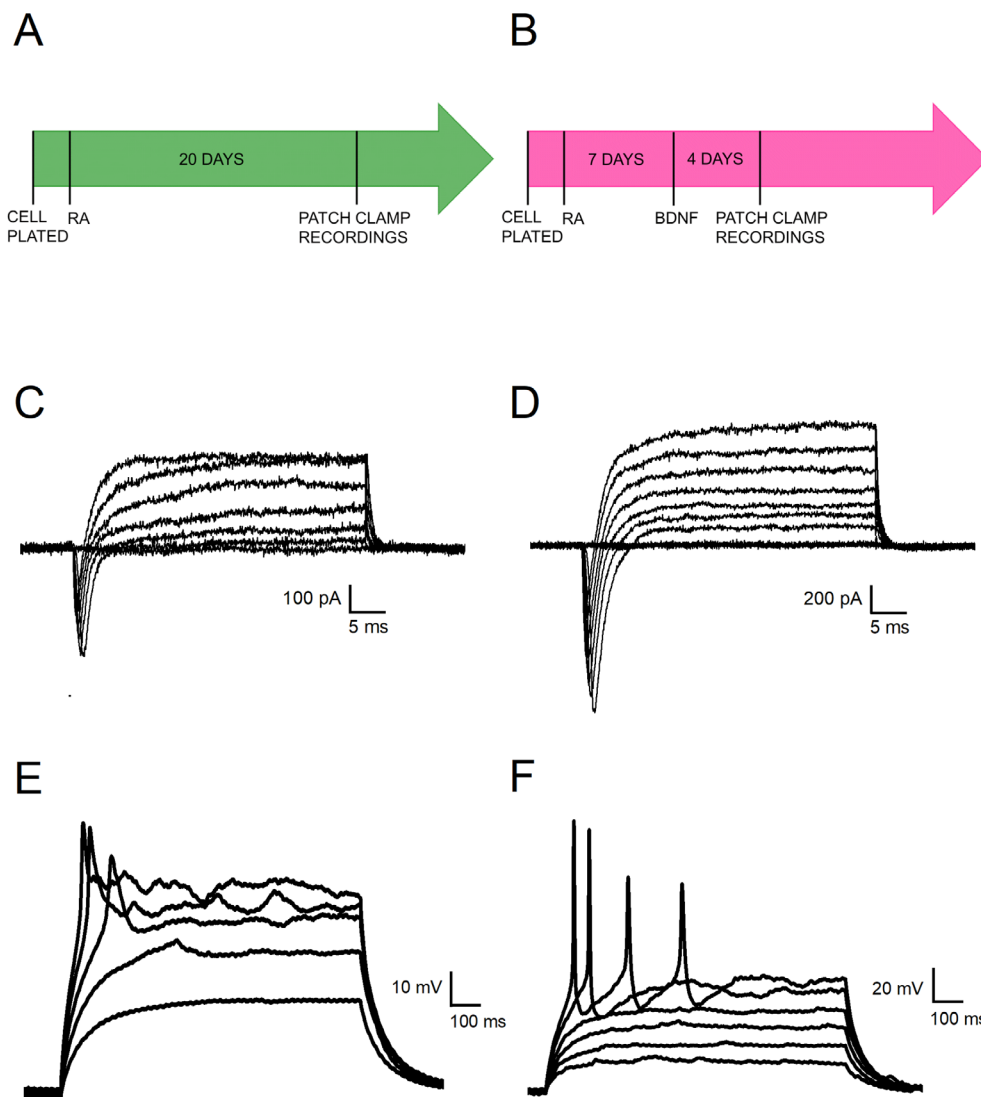 A
20 DAYS
CELL
PLATED
RA
PATCH CLAMP
RECORDINGS
B
7 DAYS
4 DAYS
CELL
PLATED
RA
BDNF
PATCH CLAMP
RECORDINGS
C
100 pA
5 ms
D
200 pA
5 ms
E
10 mV
100 ms
F
20 mV
100 ms